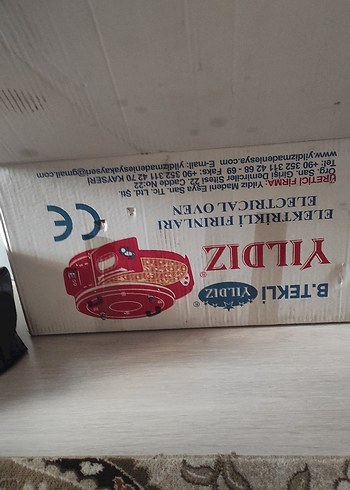 B.TEKLİ YILDIZ
YILDIZ®
ELEKTRİKLİ FIRINLARI
ELECTRICAL OVEN
CE
ÜRETİCİ FİRMA: Yıldız Madeni Eşya San. Tic. Ltd. Şti.
Org. San. Girişi Demirciler Sitesi 22. Cadde No:22
Tel: +90 352 311 42 68 - 69 Faks: +90 352 311 42 70 KAYSERİ
www.yildizmadeniesya.com E-mail: yildizmadeniesyakayseri@gmail.com